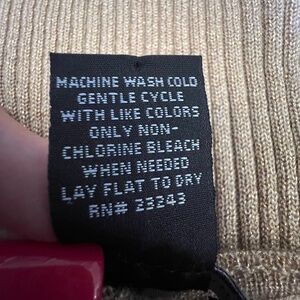 MACHINE WASH COLD
GENTLE CYCLE
WITH LIKE COLORS
ONLY NON-
CHLORINE BLEACH
WHEN NEEDED
LAY FLAT TO DRY
RN# 23243